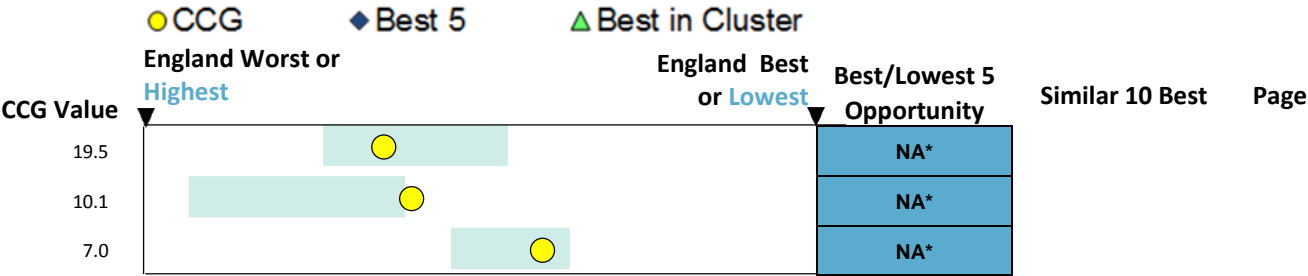 CCG Best 5 Best in Cluster
England Worst or
Highest
England Best
or Lowest
Best/Lowest 5
Opportunity
CCG Value
Similar 10 Best
Page
19.5 NA*
10.1 NA*
7.0 NA*